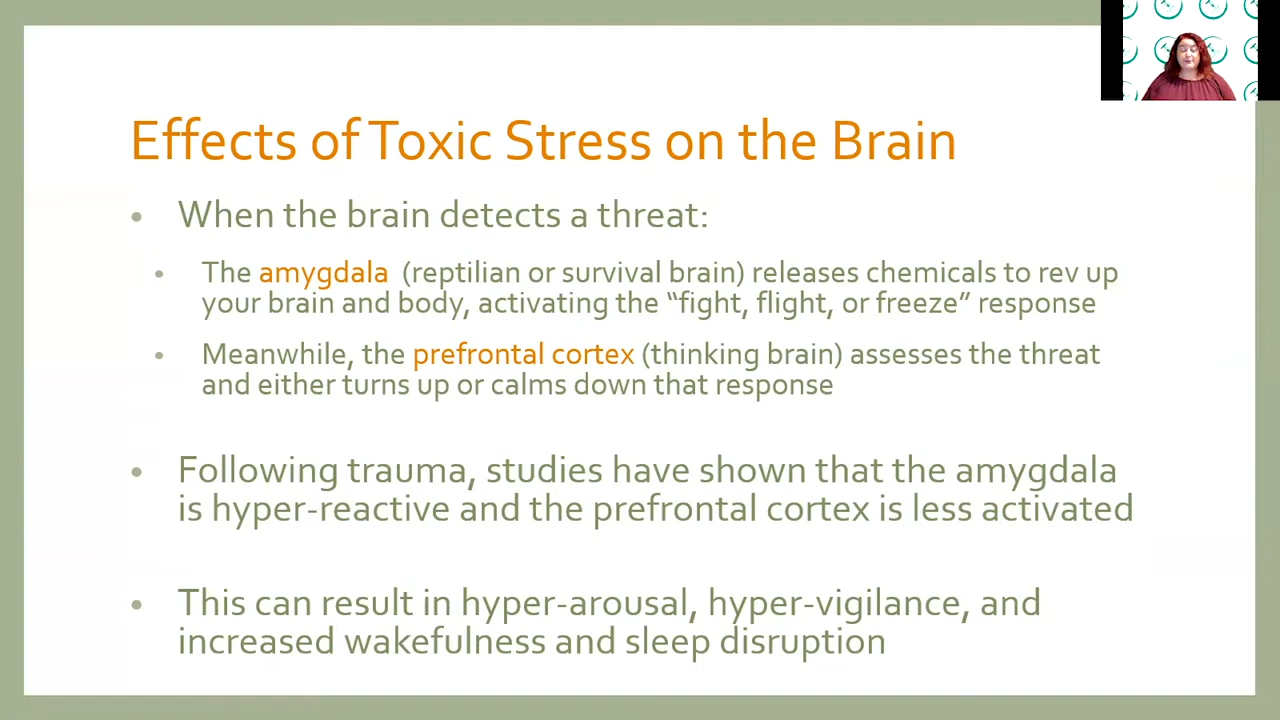 Effects of Toxic Stress on the Brain
• When the brain detects a threat:
• The amygdala (reptilian or survival brain) releases chemicals to rev up
your brain and body, activating the “fight, flight, or freeze” response
• Meanwhile, the prefrontal cortex (thinking brain) assesses the threat
and either turns up or calms down that response
• Following trauma, studies have shown that the amygdala
is hyper-reactive and the prefrontal cortex is less activated
• This can result in hyper-arousal, hyper-vigilance, and
increased wakefulness and sleep disruption